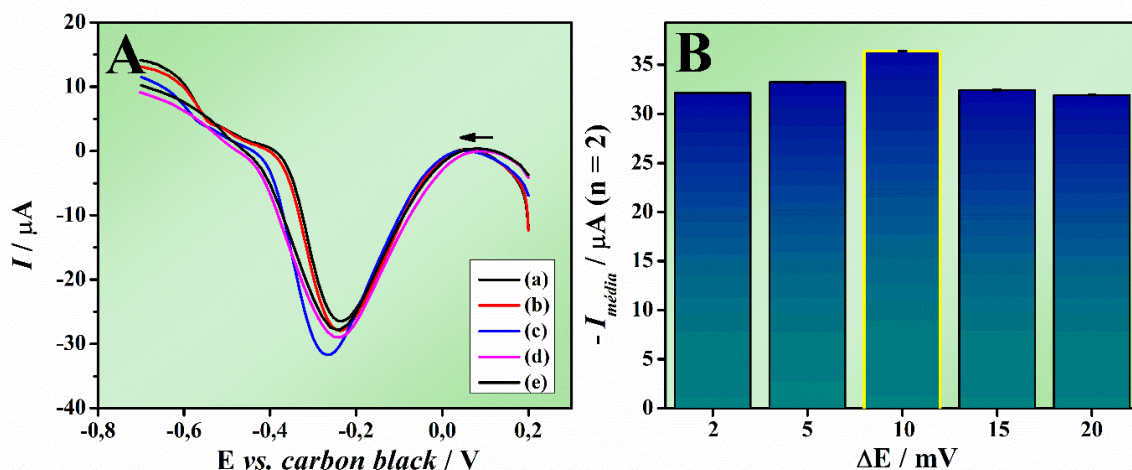 A
20
10
0
-10
-20
-30
-40
-0,8
-0,6
-0,4
-0,2
0,0
0,2
I / µA
E vs. carbon black / V
(a)
(b)
(c)
(d)
(e)
B
35
30
25
20
15
10
5
0
2
5
10
15
20
- I média / µA (n = 2)
ΔE / mV